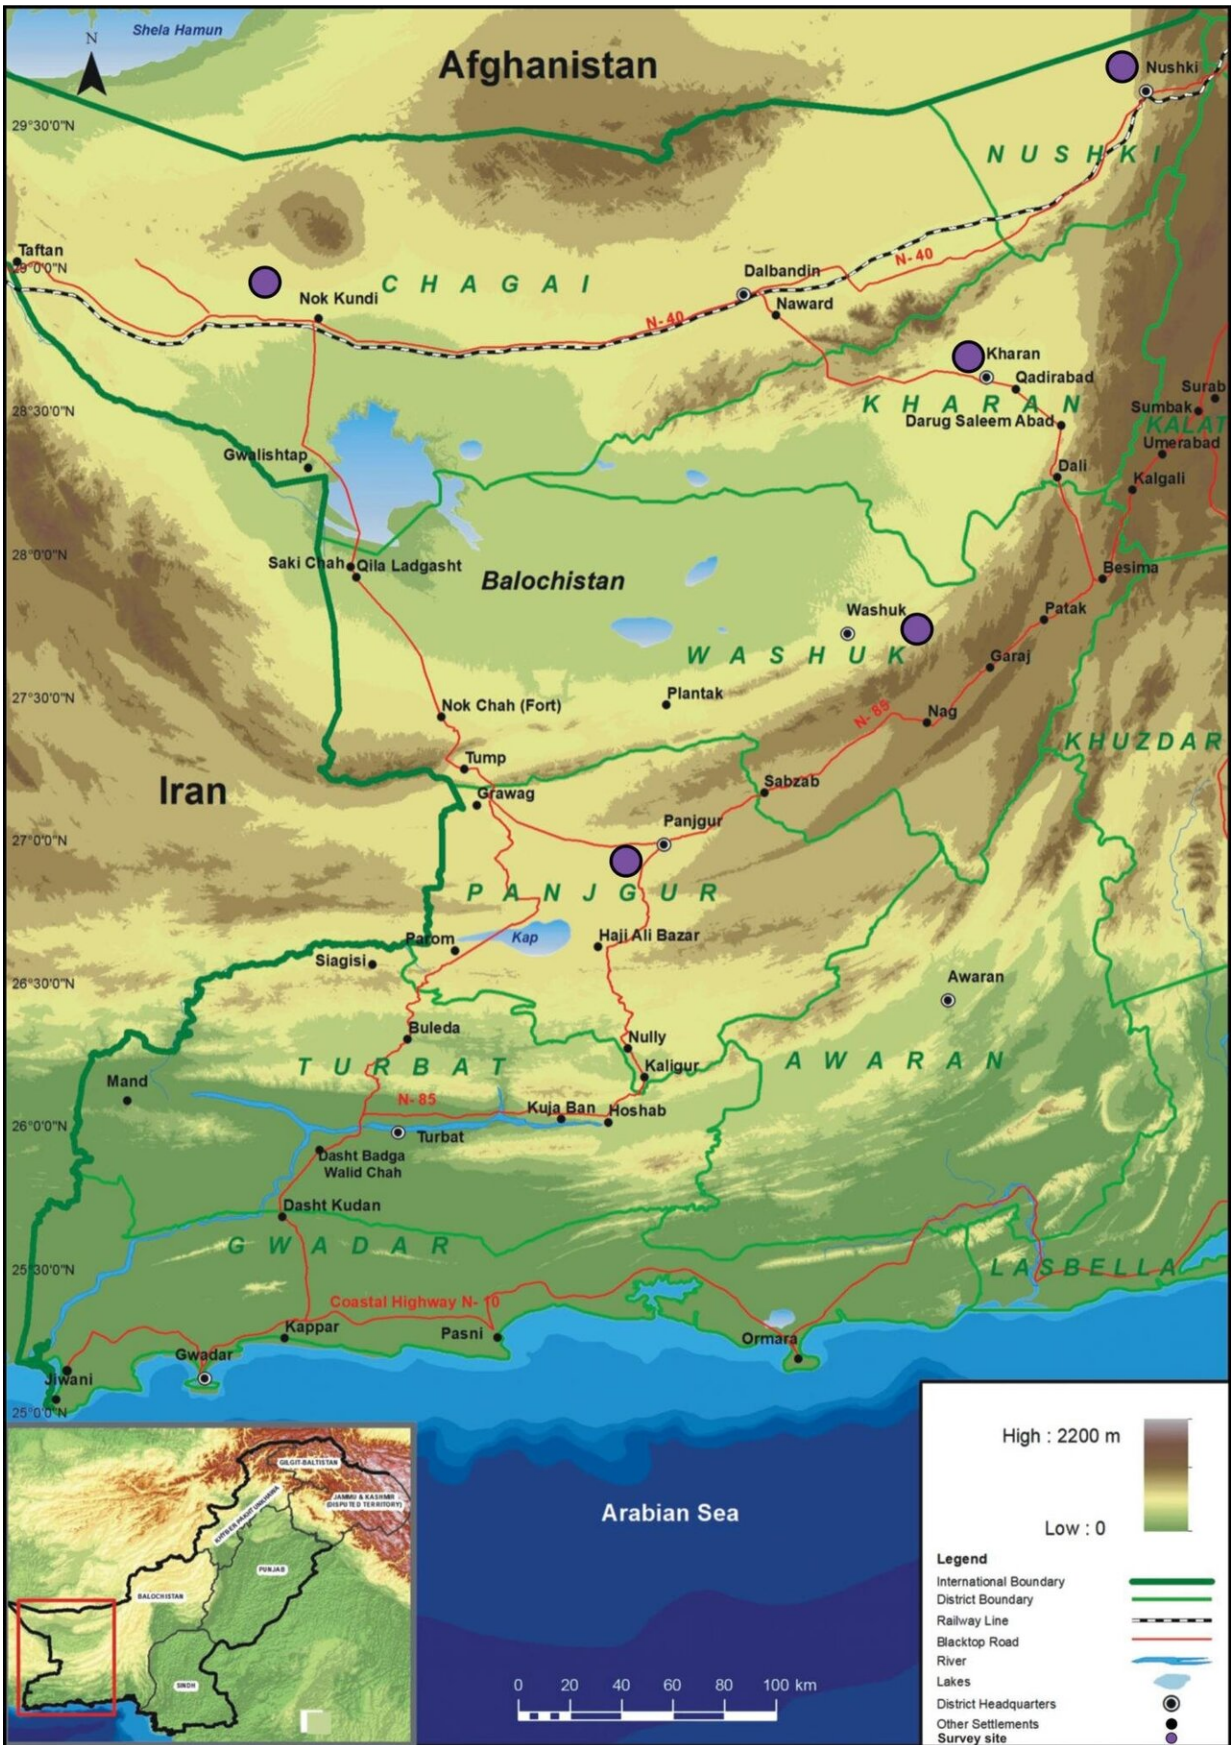 Shela Hamun
N
Afghanistan
Nushki
29°30'0"N
NUSHKI
Taftan
29°0'0"N
CHAGAI
Nok Kundi
Dalbandin
N-40
Naward
N-40
Kharan
Qadirabad
KHARAN
Darug Saleem Abad
Surab
Sumbak
KALAT
Umerabad
28°30'0"N
Gwalishtap
Dali
Kalgali
28°0'0"N
Saki Chah
Qila Ladgasht
Balochistan
Besima
Washuk
Patak
WASHUK
Garaj
27°30'0"N
Plantak
Nok Chah (Fort)
N-85
Nag
KHUZDAR
Tump
Iran
Grawag
Sabzab
27°0'0"N
Panjgur
PANJGUR
Parom
Kap
Haji Ali Bazar
Siagisi
26°30'0"N
Awaran
Buleda
Nully
TURBAT
Kaligur
AWARAN
Mand
N-85
Kuja Ban
Hoshab
26°0'0"N
Turbat
Dasht Badga
Walid Chah
Dasht Kudan
GWADAR
25°30'0"N
LASBELLA
Coastal Highway N-10
Kappar
Pasni
Ormara
Gwadar
Jiwani
25°0'0"N
GILGIT-BALTISTAN
JAMMU & KASHMIR
(DISPUTED TERRITORY)
KHYBER PAKHTUNKHAWA
PUNJAB
BALOCHISTAN
SINDH
Arabian Sea
0 20 40 60 80 100 km
High : 2200 m
Low : 0
Legend
International Boundary
District Boundary
Railway Line
Blacktop Road
River
Lakes
District Headquarters
Other Settlements
Survey site